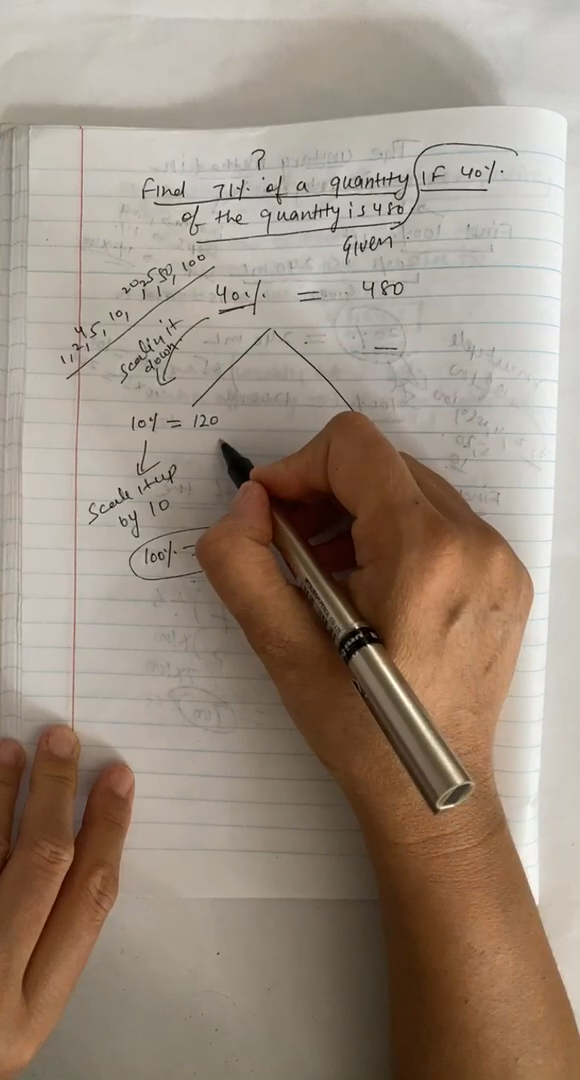 ?
Find 71% of a quantity if 40%.
of the quantity is 480
Given.
1, 2, 4, 5, 10, 20, 25, 50, 100
40% = 480
scaling it
down.
10% = 120
Scale it up
by 10
100% =